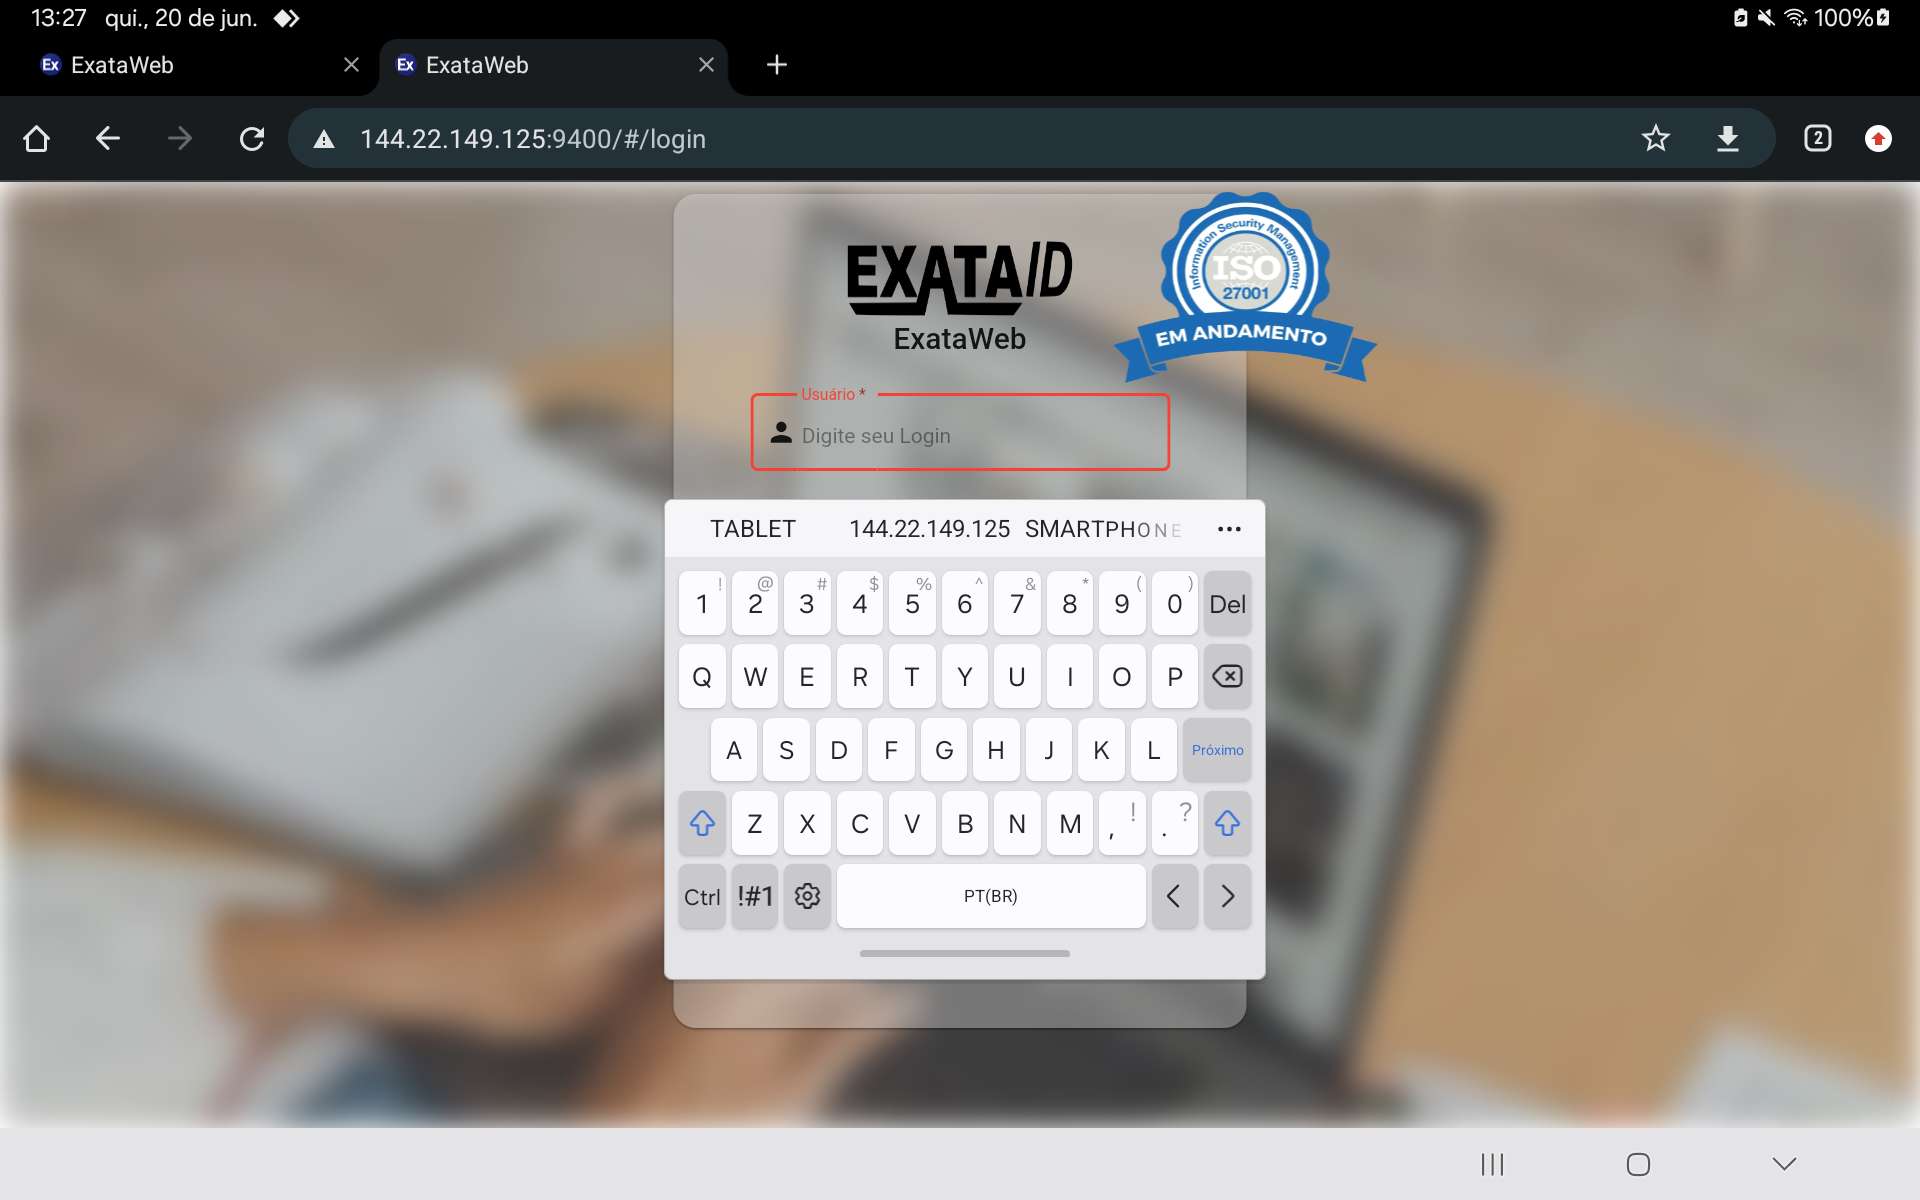 13:27 qui., 20 de jun. 100%
Ex ExataWeb Ex ExataWeb
144.22.149.125:9400/#/login 2
EXATAID
ExataWeb
Information Security Management
ISO
27001
EM ANDAMENTO
Usuário *
Digite seu Login
TABLET 144.22.149.125 SMARTPHONE ...
! @ # $ % ^ & * ( )
1 2 3 4 5 6 7 8 9 0 Del
Q W E R T Y U I O P
A S D F G H J K L Próximo
Z X C V B N M , ! . ?
Ctrl !#1 PT(BR) < >